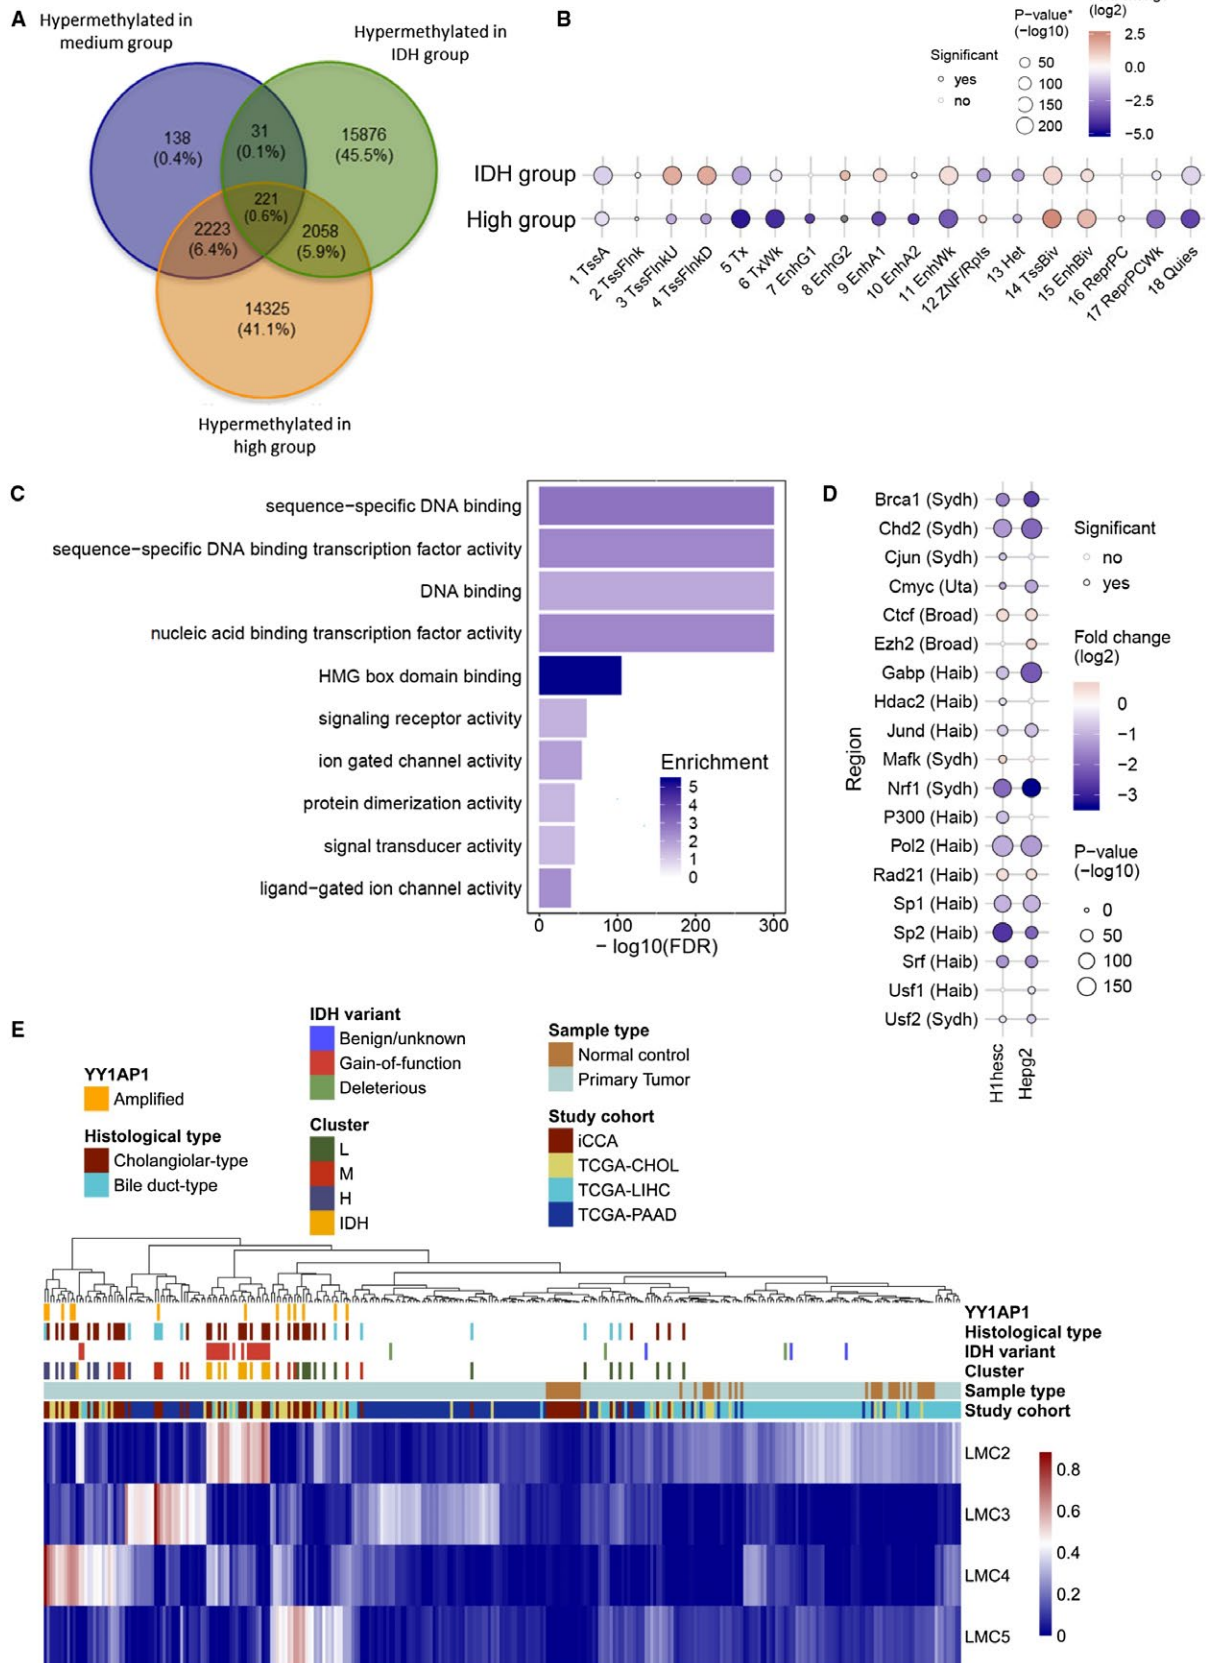 A
Hypermethylated in
medium group
Hypermethylated in
IDH group
138
(0.4%)
31
(0.1%)
15876
(45.5%)
221
(0.6%)
2223
(6.4%)
2058
(5.9%)
14325
(41.1%)
Hypermethylated in
high group
B
Significant
yes
no
P−value*
(−log10)
50
100
150
200
(log2)
2.5
0.0
−2.5
−5.0
IDH group
High group
1 TssA
2 TssFlnk
3 TssFlnkU
4 TssFlnkD
5 Tx
6 TxWk
7 EnhG1
8 EnhG2
9 EnhA1
10 EnhA2
11 EnhWk
12 ZNF/Rpts
13 Het
14 TssBiv
15 EnhBiv
16 ReprPC
17 ReprPCWk
18 Quies
C
sequence−specific DNA binding
sequence−specific DNA binding transcription factor activity
DNA binding
nucleic acid binding transcription factor activity
HMG box domain binding
signaling receptor activity
ion gated channel activity
protein dimerization activity
signal transducer activity
ligand−gated ion channel activity
Enrichment
5
4
3
2
1
0
0 100 200 300
− log10(FDR)
D
Region
Brca1 (Sydh)
Chd2 (Sydh)
Cjun (Sydh)
Cmyc (Uta)
Ctcf (Broad)
Ezh2 (Broad)
Gabp (Haib)
Hdac2 (Haib)
Jund (Haib)
Mafk (Sydh)
Nrf1 (Sydh)
P300 (Haib)
Pol2 (Haib)
Rad21 (Haib)
Sp1 (Haib)
Sp2 (Haib)
Srf (Haib)
Usf1 (Haib)
Usf2 (Sydh)
H1hesc
Hepg2
Significant
no
yes
Fold change
(log2)
0
−1
−2
−3
P−value
(−log10)
0
50
100
150
E
YY1AP1
Amplified
Histological type
Cholangiolar-type
Bile duct-type
IDH variant
Benign/unknown
Gain-of-function
Deleterious
Cluster
L
M
H
IDH
Sample type
Normal control
Primary Tumor
Study cohort
iCCA
TCGA-CHOL
TCGA-LIHC
TCGA-PAAD
YY1AP1
Histological type
IDH variant
Cluster
Sample type
Study cohort
LMC2
LMC3
LMC4
LMC5
0.8
0.6
0.4
0.2
0